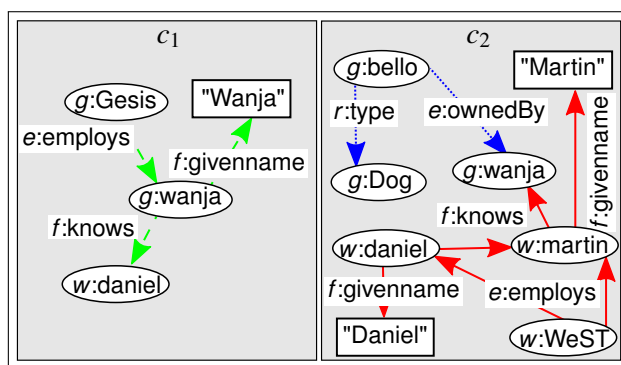 c1
g:Gesis
"Wanja"
e:employs
f:givenname
g:wanja
f:knows
w:daniel
c2
g:bello
"Martin"
r:type
e:ownedBy
g:Dog
g:wanja
f:givenname
f:knows
w:daniel
w:martin
f:givenname
e:employs
"Daniel"
w:WeST